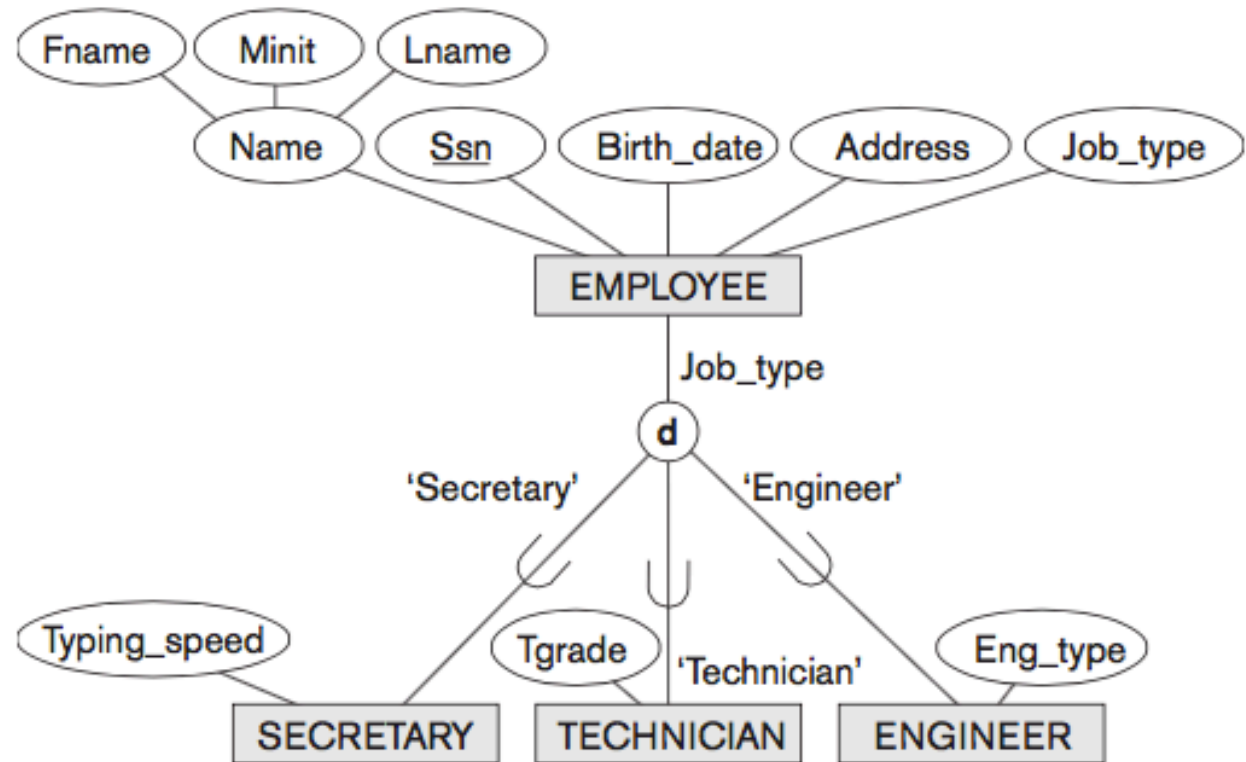 Fname Minit Lname
Name Ssn Birth_date Address Job_type
EMPLOYEE
Job_type
d
‘Secretary’ ‘Engineer’
Typing_speed Tgrade Eng_type
‘Technician’
SECRETARY TECHNICIAN ENGINEER